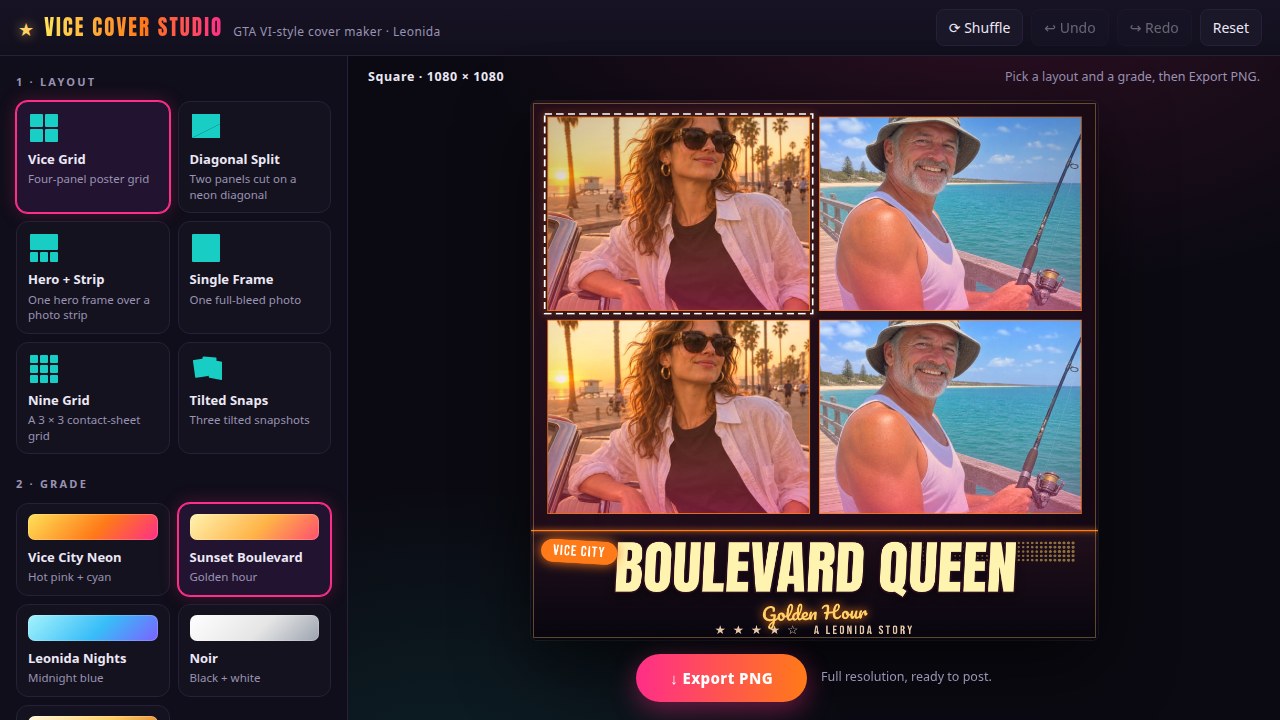 ★ VICE COVER STUDIO GTA VI-style cover maker · Leonida
⟳ Shuffle
↩ Undo
↪ Redo
Reset
1 · LAYOUT
Vice Grid
Four-panel poster grid
Diagonal Split
Two panels cut on a
neon diagonal
Hero + Strip
One hero frame over a
photo strip
Single Frame
One full-bleed photo
Nine Grid
A 3 × 3 contact-sheet
grid
Tilted Snaps
Three tilted snapshots
2 · GRADE
Vice City Neon
Hot pink + cyan
Sunset Boulevard
Golden hour
Leonida Nights
Midnight blue
Noir
Black + white
Square · 1080 × 1080
Pick a layout and a grade, then Export PNG.
VICE CITY
BOULEVARD QUEEN
Golden Hour
★ ★ ★ ★ ☆ A LEONIDA STORY
↓ Export PNG
Full resolution, ready to post.